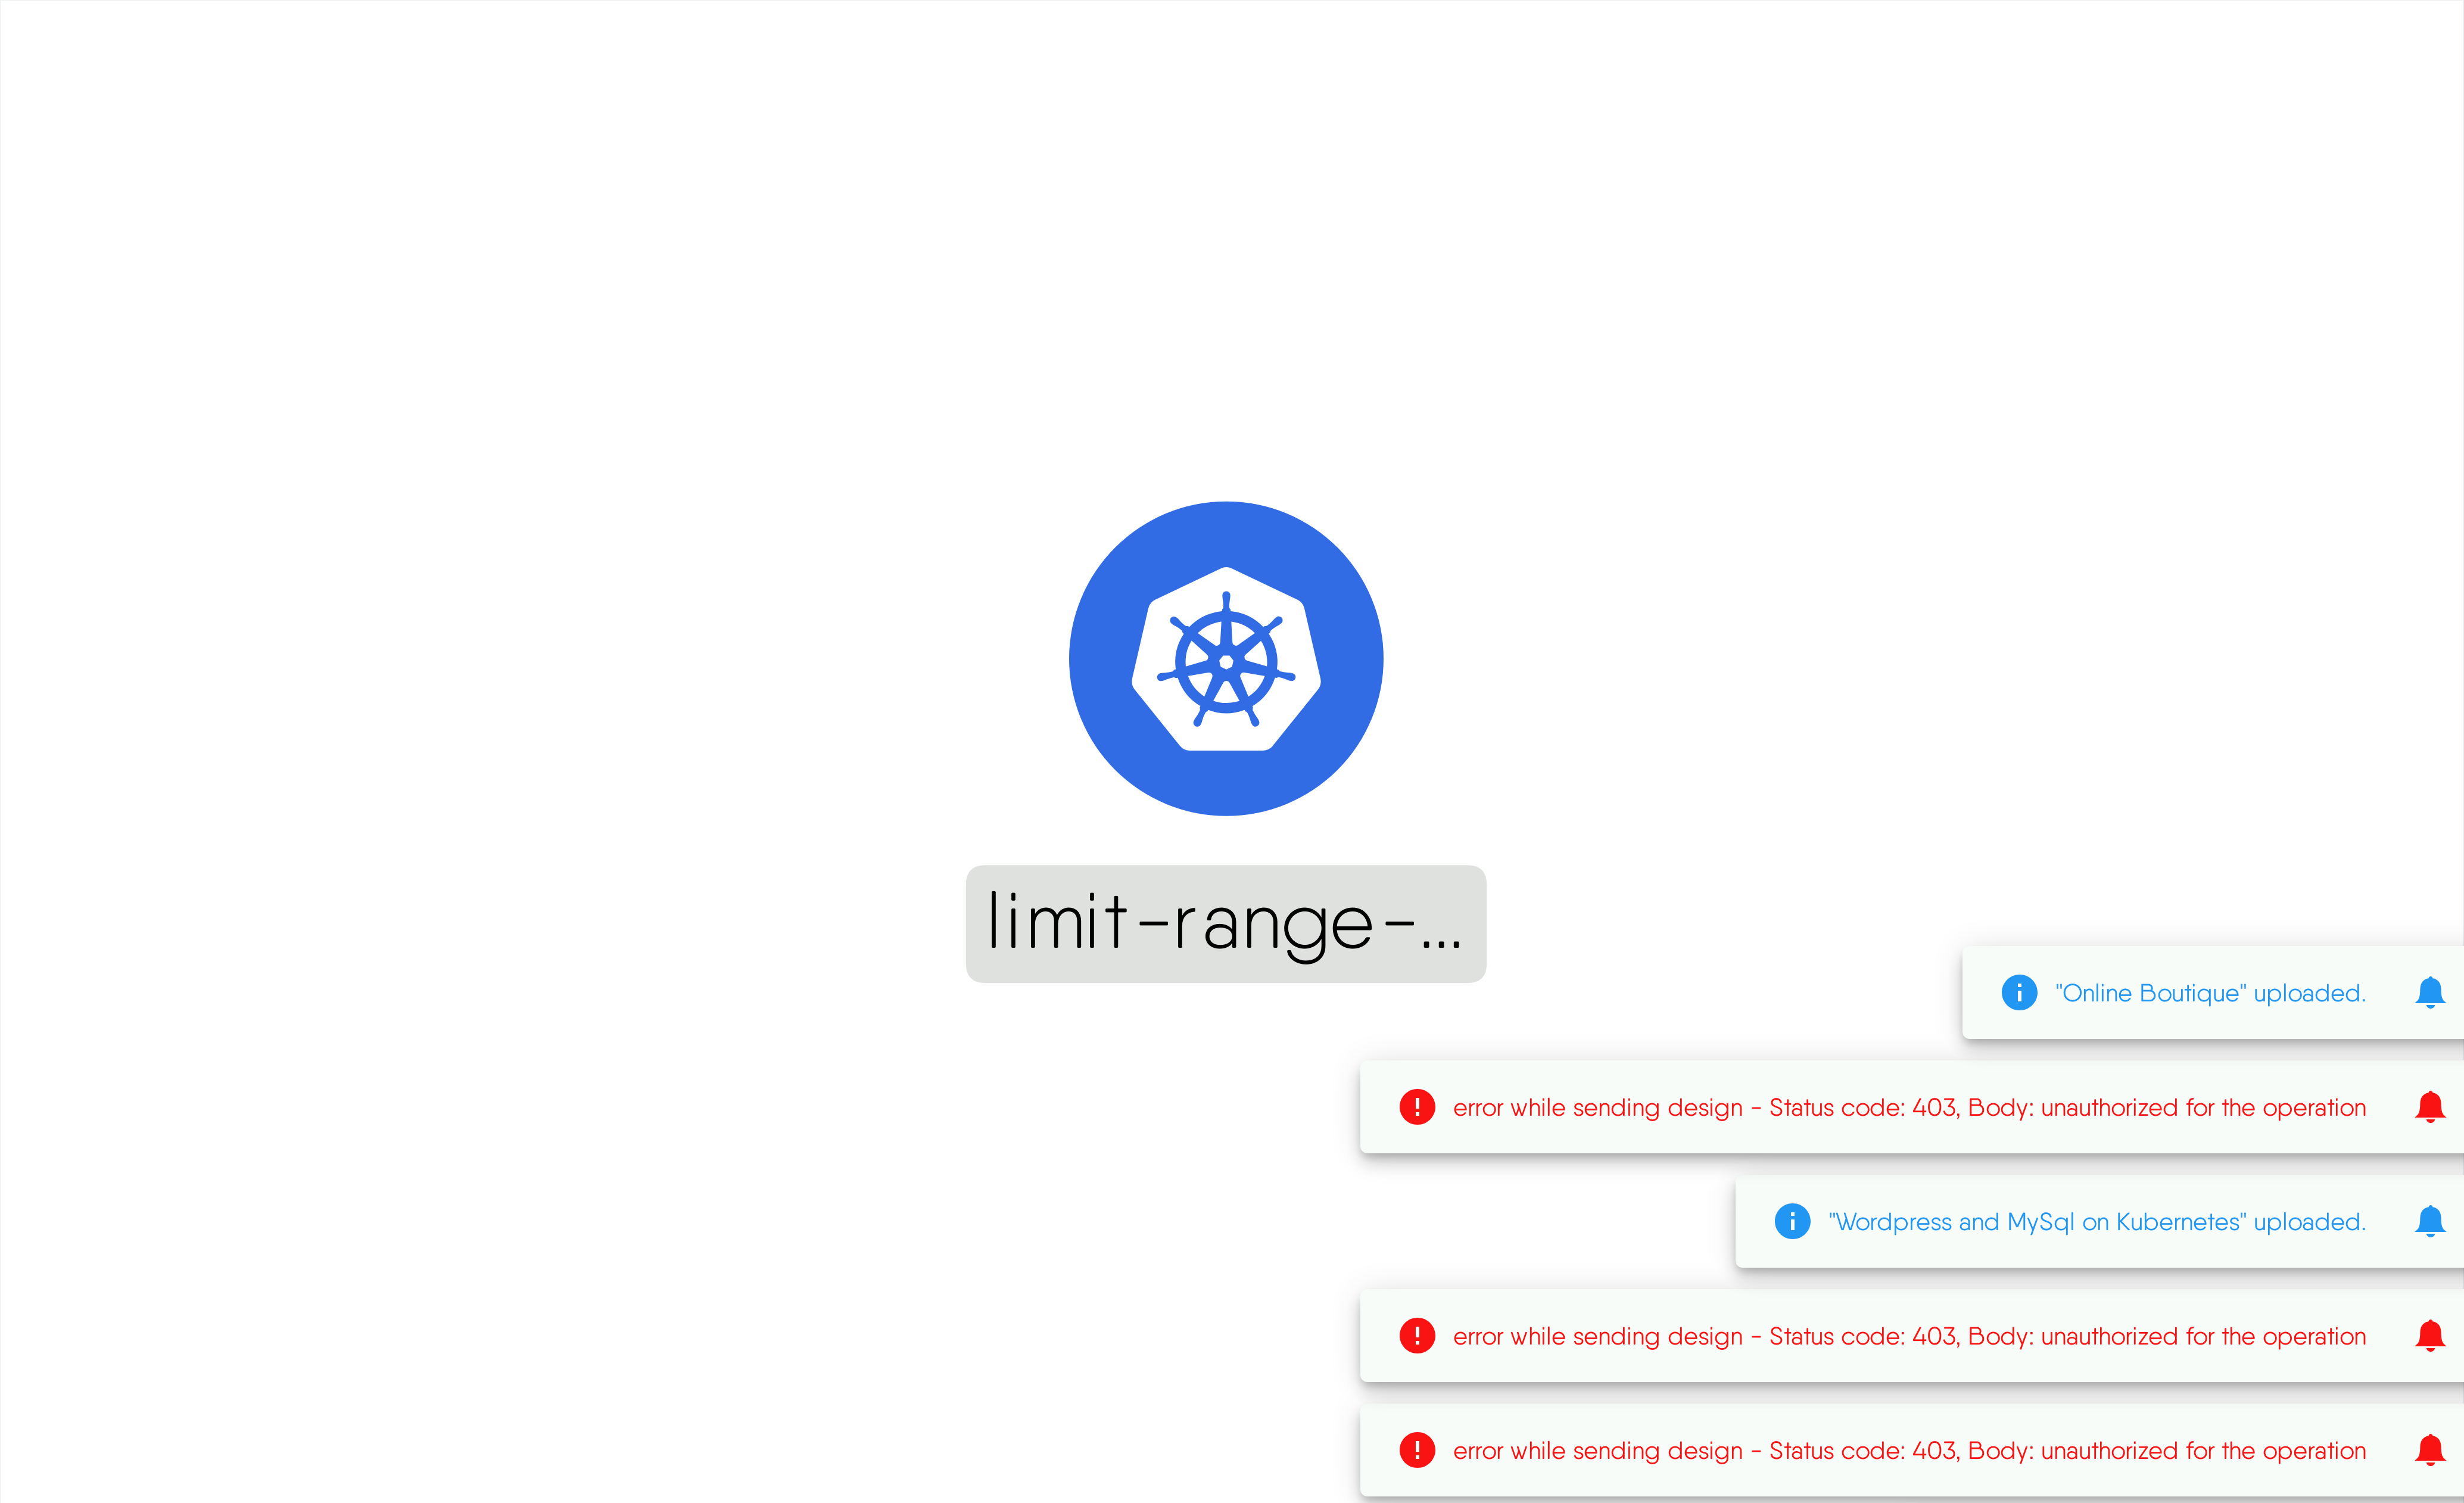 limit-range-...
"Online Boutique" uploaded.
error while sending design - Status code: 403, Body: unauthorized for the operation
"Wordpress and MySql on Kubernetes" uploaded.
error while sending design - Status code: 403, Body: unauthorized for the operation
error while sending design - Status code: 403, Body: unauthorized for the operation